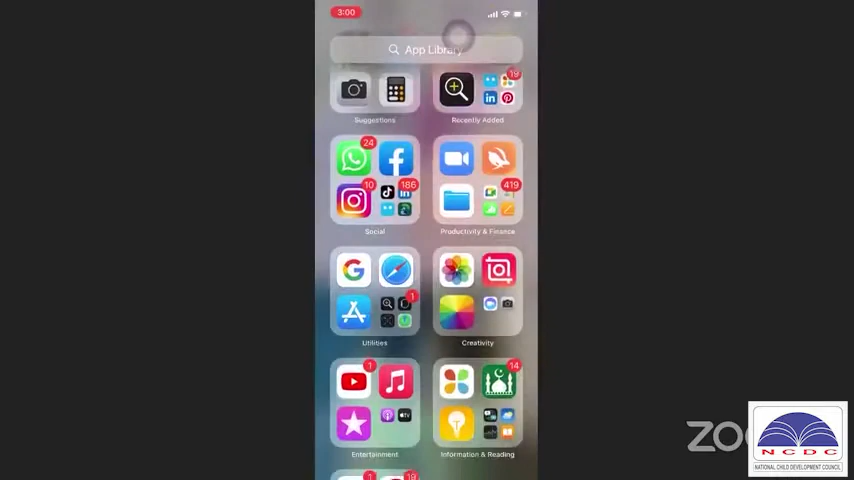 3:00
App Library
19
Suggestions
Recently Added
24
10
186
419
Social
Productivity & Finance
1
Utilities
Creativity
1
14
Entertainment
Information & Reading
1
19
ZOO
NCDC
NATIONAL CHILD DEVELOPMENT COUNCIL